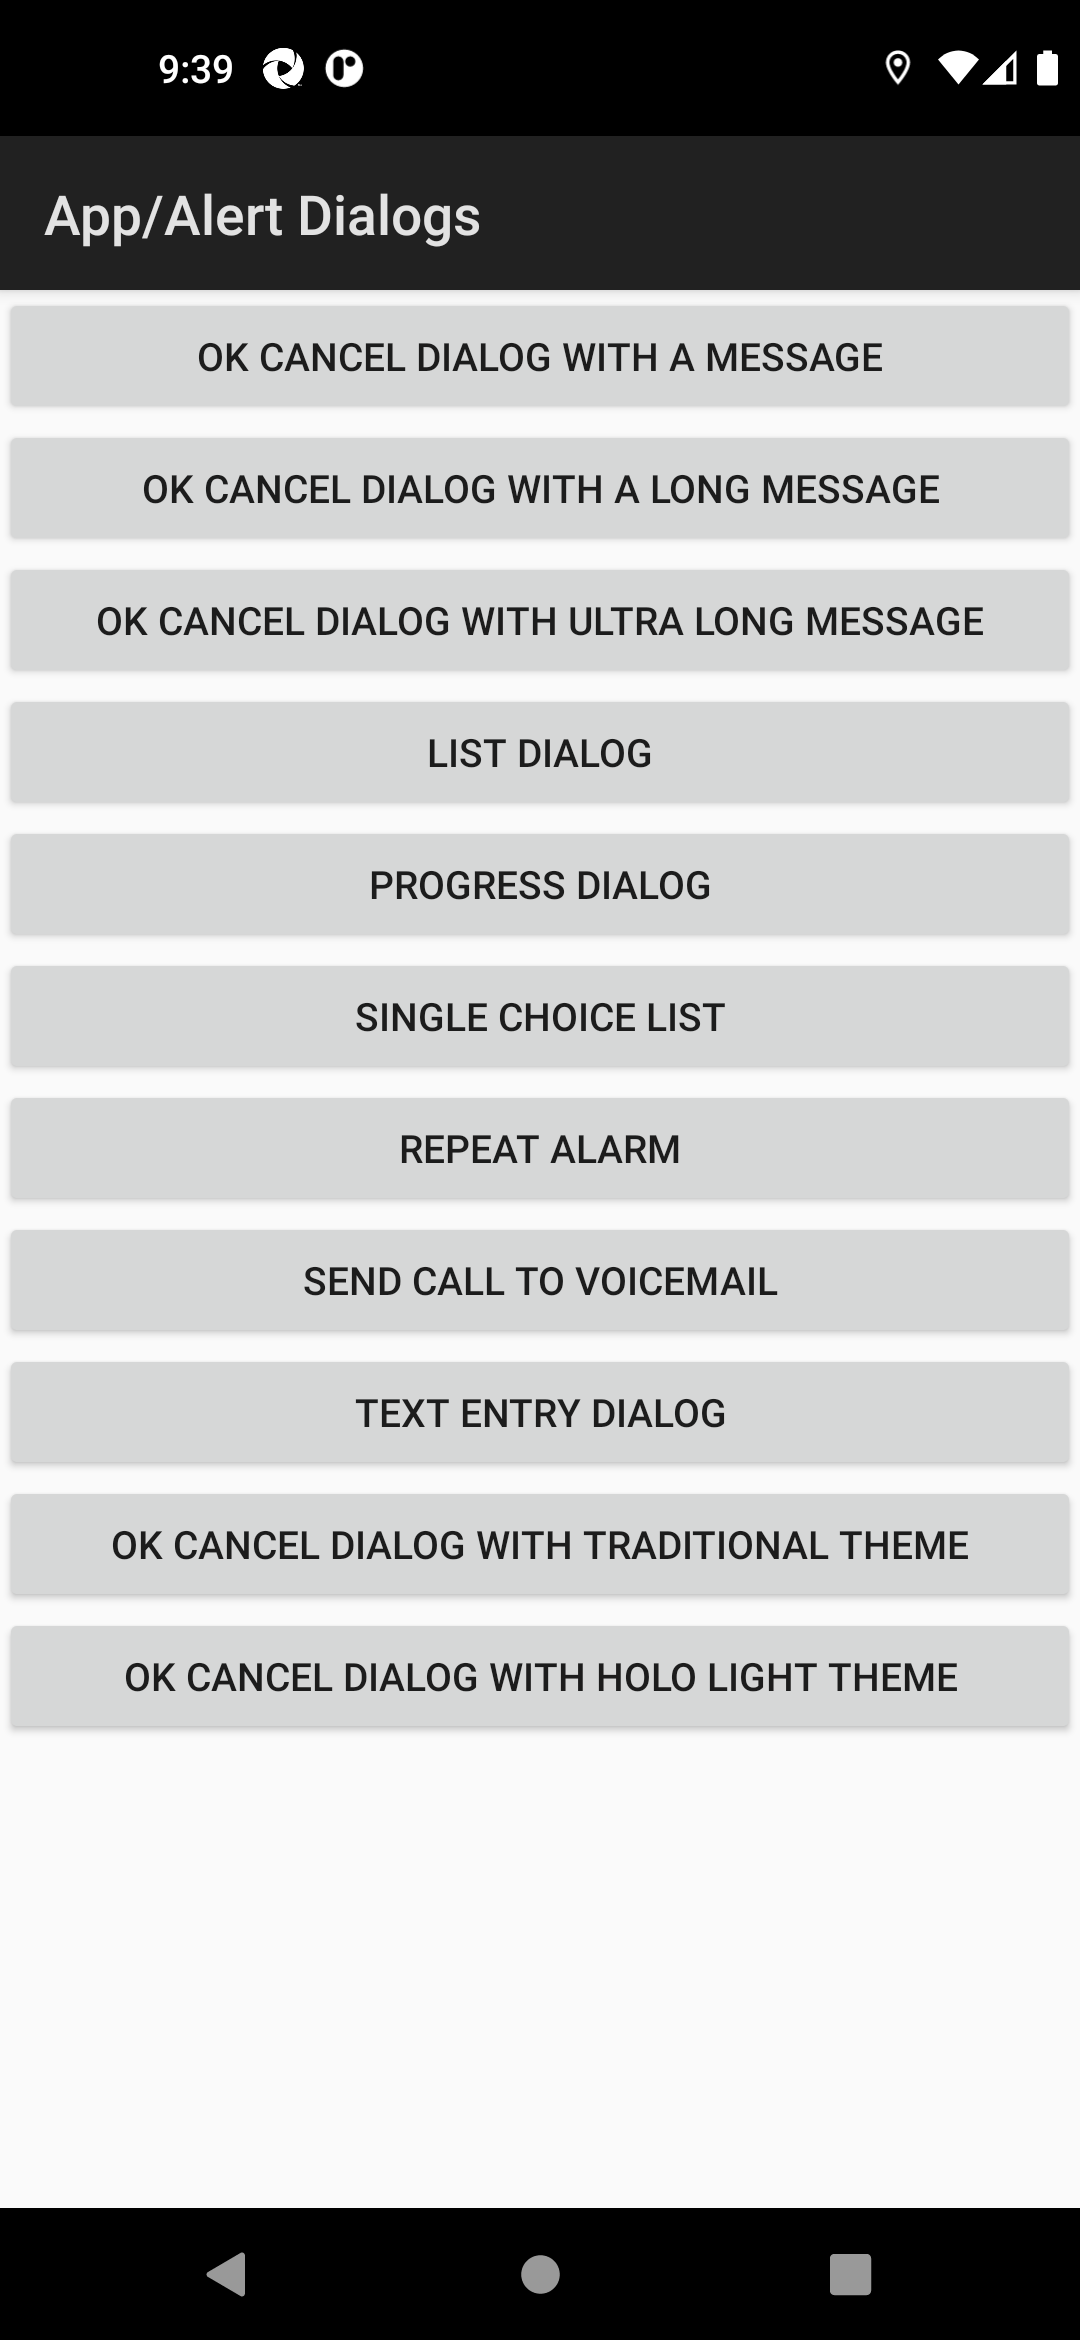 9:39
App/Alert Dialogs
OK CANCEL DIALOG WITH A MESSAGE
OK CANCEL DIALOG WITH A LONG MESSAGE
OK CANCEL DIALOG WITH ULTRA LONG MESSAGE
LIST DIALOG
PROGRESS DIALOG
SINGLE CHOICE LIST
REPEAT ALARM
SEND CALL TO VOICEMAIL
TEXT ENTRY DIALOG
OK CANCEL DIALOG WITH TRADITIONAL THEME
OK CANCEL DIALOG WITH HOLO LIGHT THEME